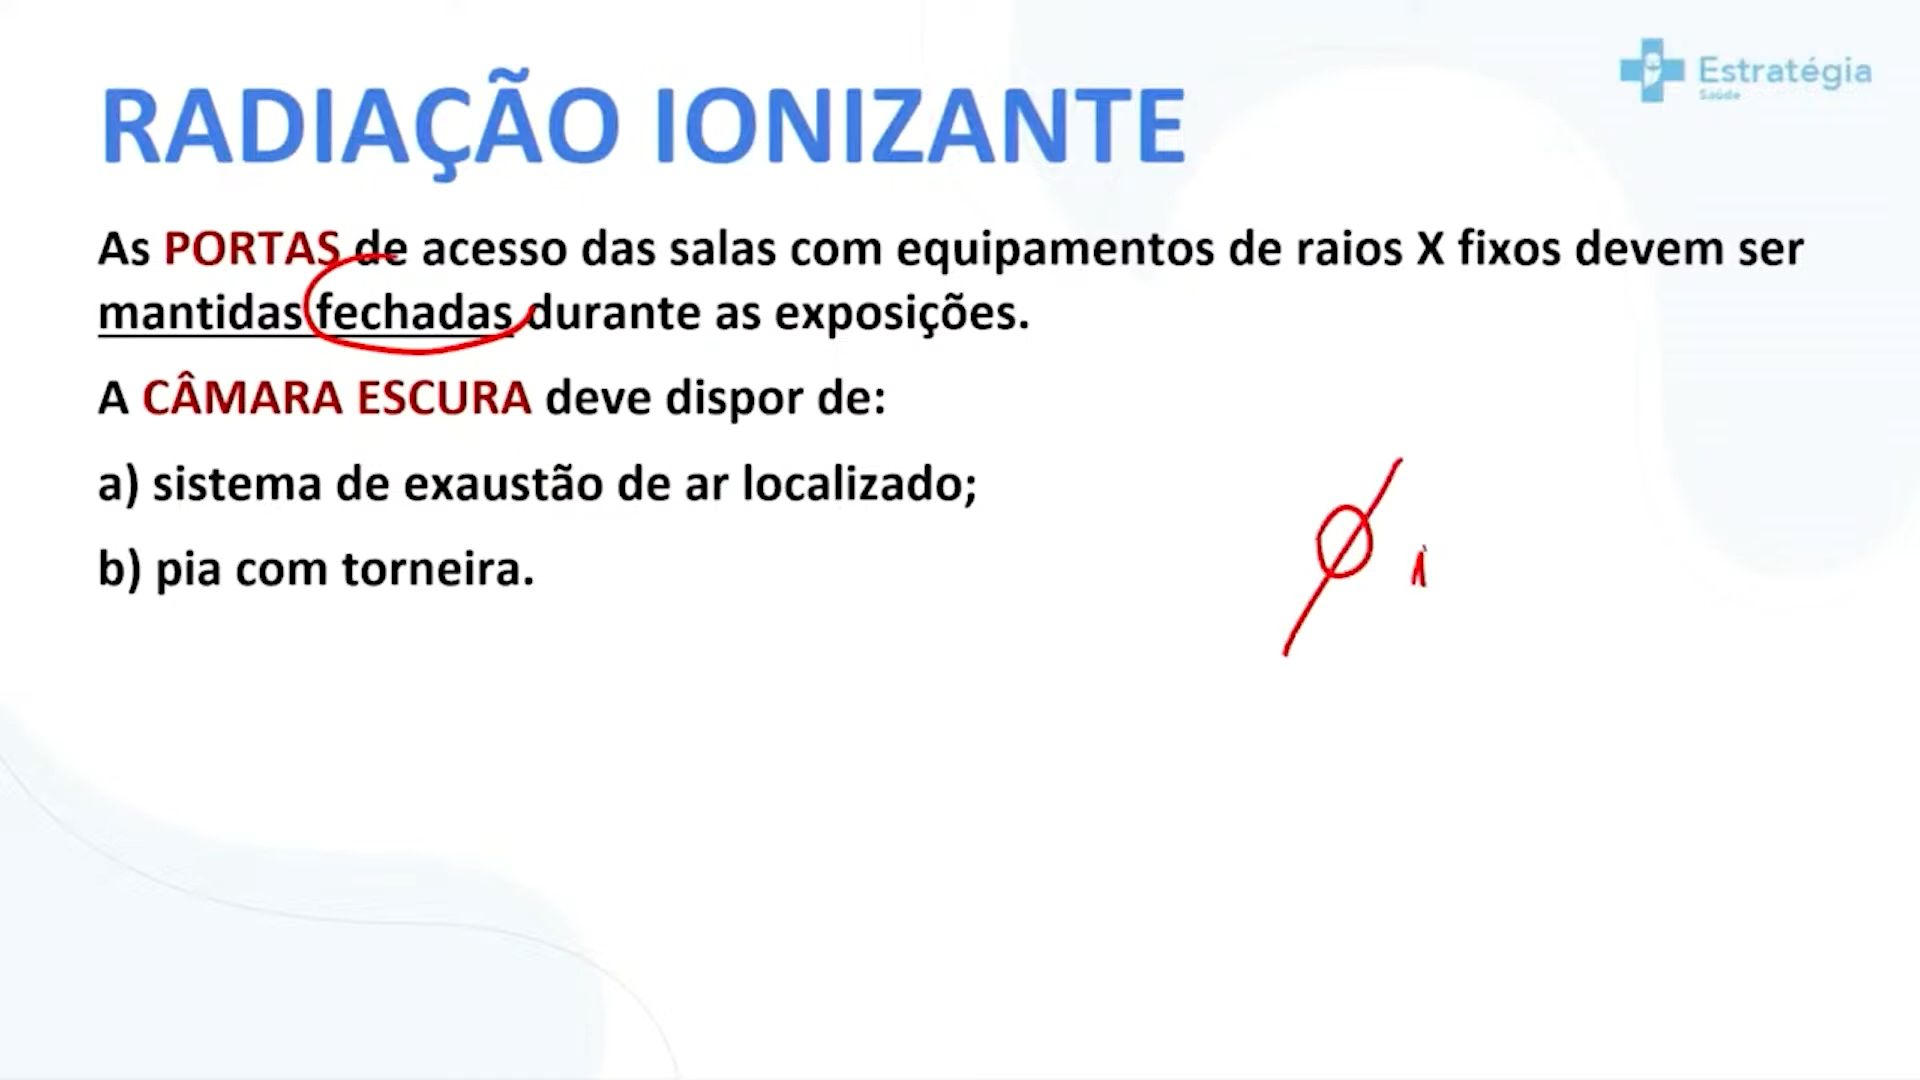 Estratégia
Saúde
RADIAÇÃO IONIZANTE
As PORTAS de acesso das salas com equipamentos de raios X fixos devem ser
mantidas fechadas durante as exposições.
A CÂMARA ESCURA deve dispor de:
a) sistema de exaustão de ar localizado;
b) pia com torneira.